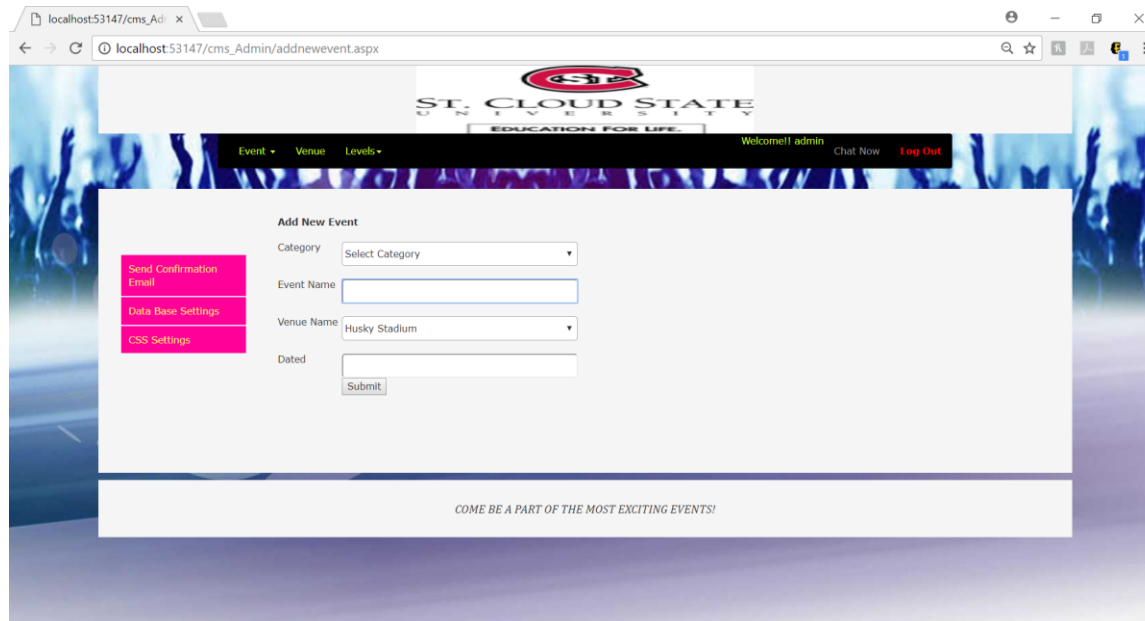 localhost:53147/cms_Ad
localhost:53147/cms_Admin/addnewevent.aspx
ST. CLOUD STATE
UNIVERSITY
EDUCATION FOR LIFE.
Event
Venue
Levels
Welcome!! admin
Chat Now
Log Out
Add New Event
Send Confirmation
Email
Data Base Settings
CSS Settings
Category
Select Category
Event Name
Venue Name
Husky Stadium
Dated
Submit
COME BE A PART OF THE MOST EXCITING EVENTS!